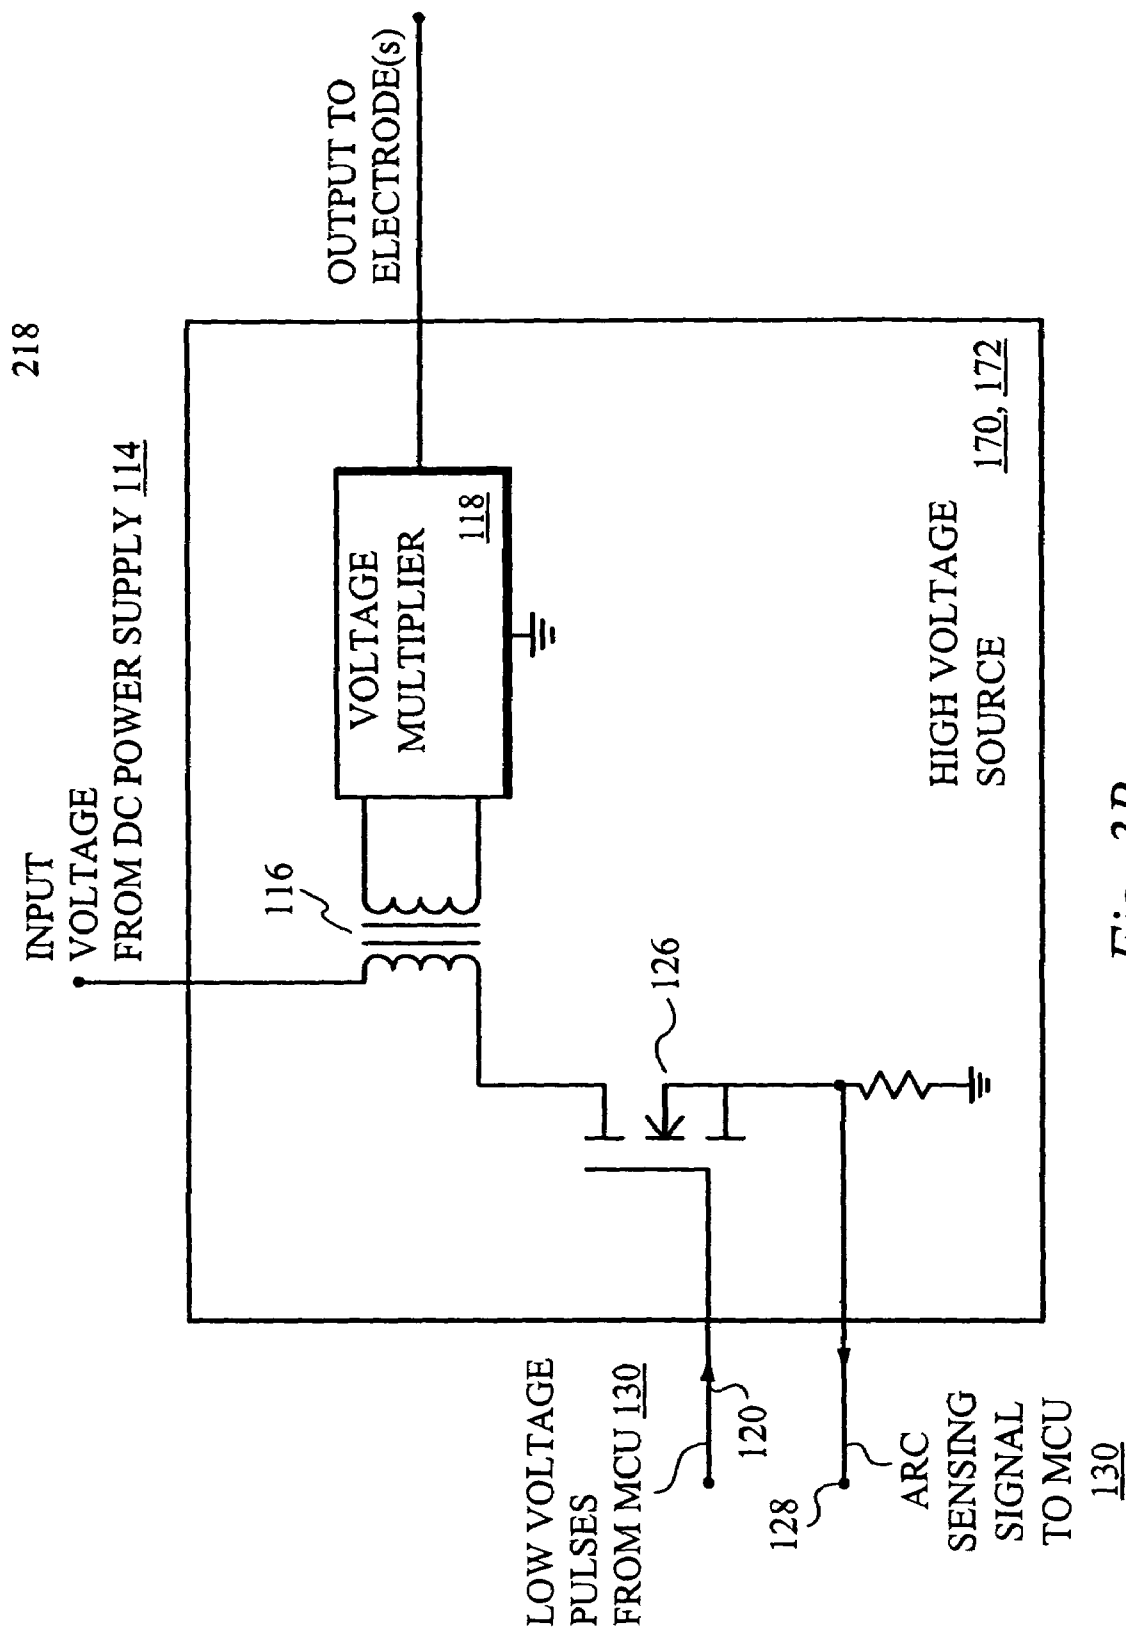 218
INPUT
VOLTAGE
FROM DC POWER SUPPLY 114
OUTPUT TO
ELECTRODE(s)
116
VOLTAGE
MULTIPLIER
118
126
LOW VOLTAGE
PULSES
FROM MCU 130
120
128
ARC
SENSING
SIGNAL
TO MCU
130
HIGH VOLTAGE
SOURCE
170, 172